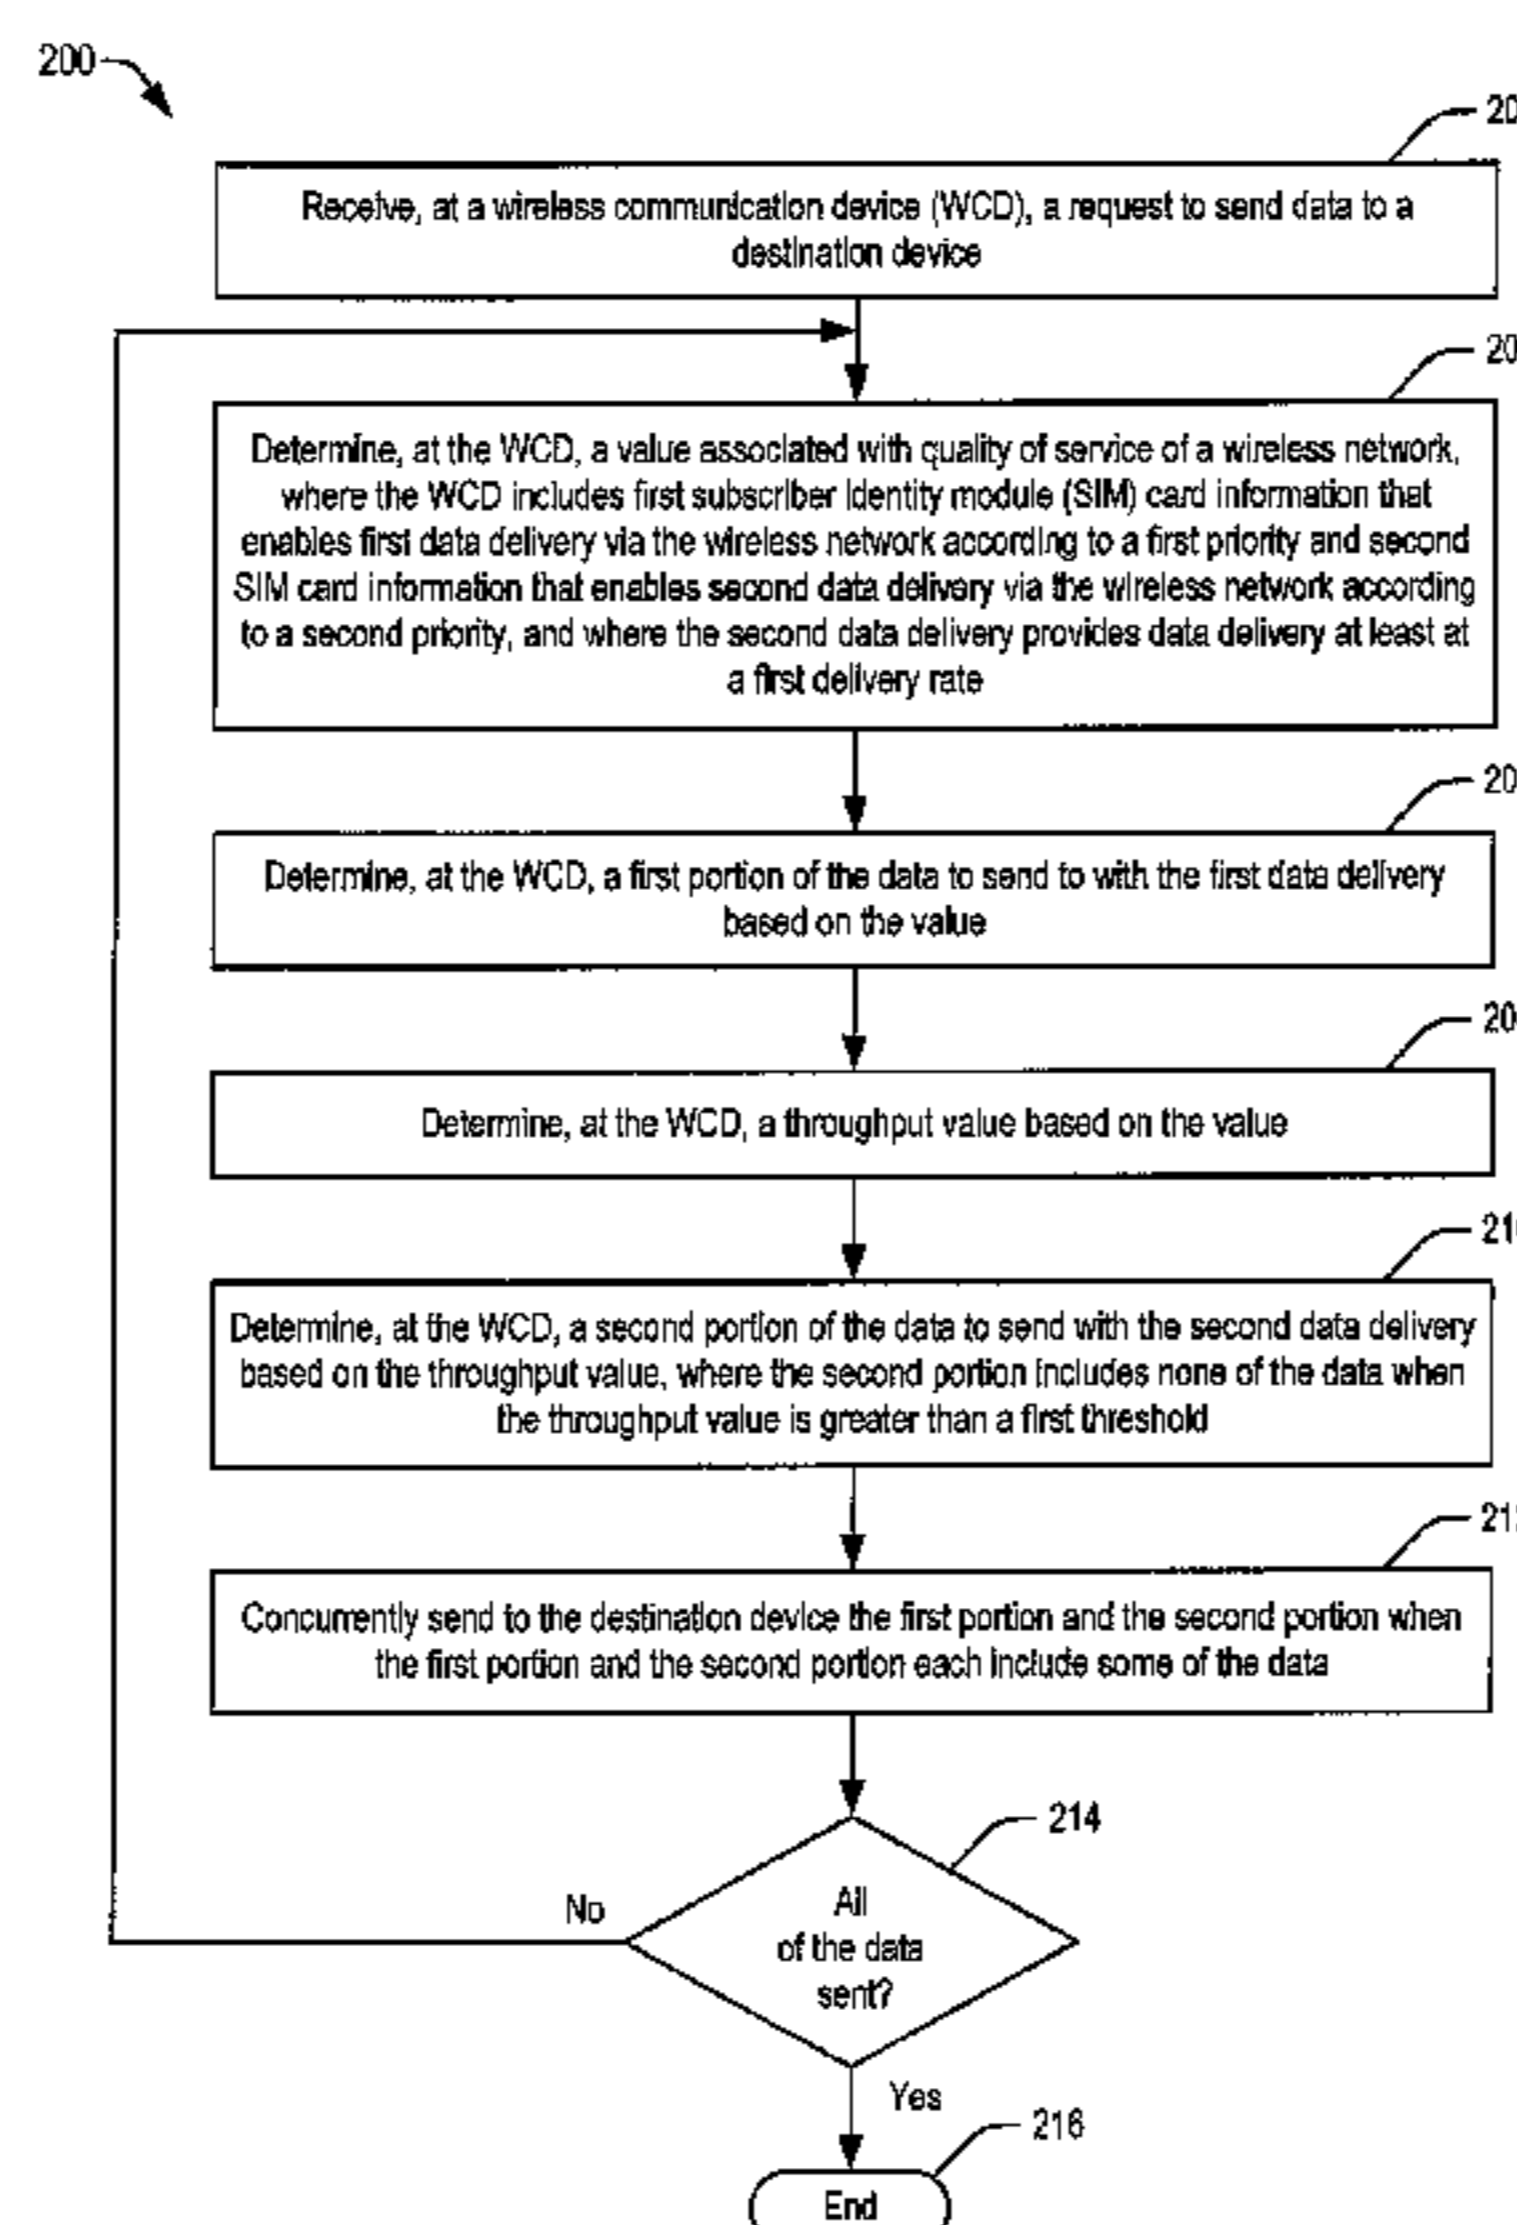 200
20
Receive, at a wireless communication device (WCD), a request to send data to a
destination device
20
Determine, at the WCD, a value associated with quality of service of a wireless network,
where the WCD includes first subscriber identity module (SIM) card information that
enables first data delivery via the wireless network according to a first priority and second
SIM card information that enables second data delivery via the wireless network according
to a second priority, and where the second data delivery provides data delivery at least at
a first delivery rate
20
Determine, at the WCD, a first portion of the data to send to with the first data delivery
based on the value
20
Determine, at the WCD, a throughput value based on the value
210
Determine, at the WCD, a second portion of the data to send with the second data delivery
based on the throughput value, where the second portion includes none of the data when
the throughput value is greater than a first threshold
212
Concurrently send to the destination device the first portion and the second portion when
the first portion and the second portion each include some of the data
214
No
All
of the data
sent?
Yes
216
End